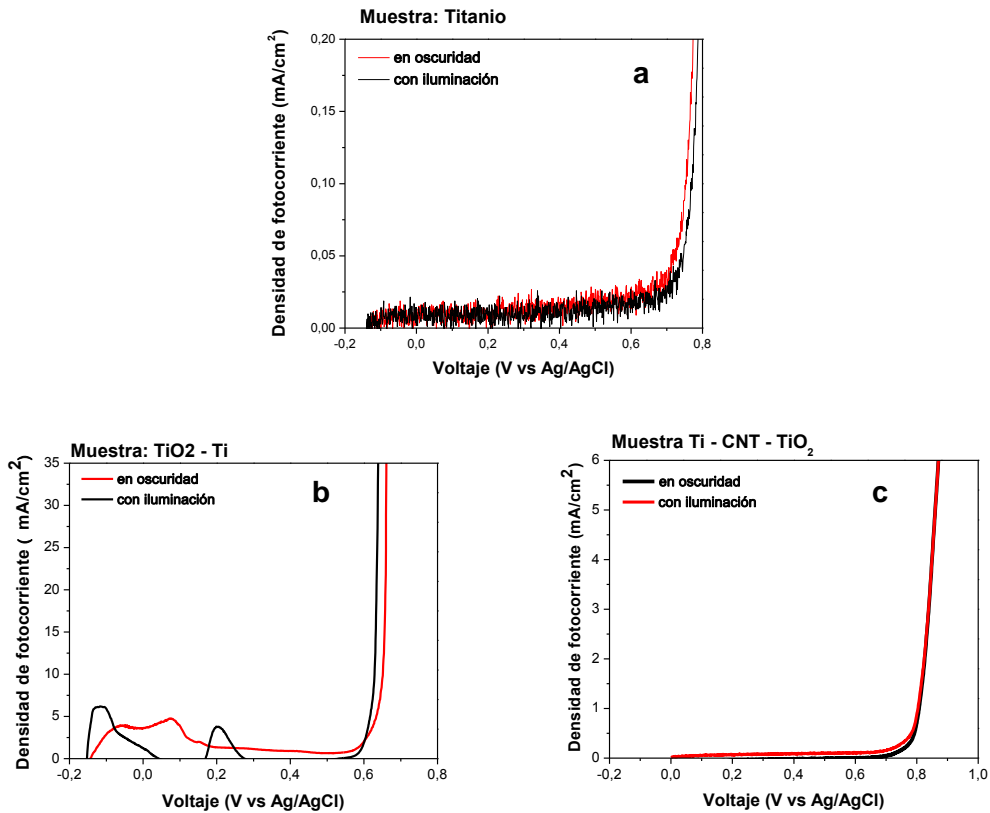 Muestra: Titanio
0,20
0,15
0,10
0,05
0,00
Densidad de fotocorriente (mA/cm²)
en oscuridad
con iluminación
a
-0,2
0,0
0,2
0,4
0,6
0,8
Voltaje (V vs Ag/AgCl)
Muestra: TiO2 - Ti
35
30
25
20
15
10
5
0
Densidad de fotocorriente ( mA/cm²)
en oscuridad
con iluminación
b
-0,2
0,0
0,2
0,4
0,6
0,8
Voltaje (V vs Ag/AgCl)
Muestra Ti - CNT - TiO₂
6
5
4
3
2
1
0
Densidad de fotocorriente (mA/cm²)
en oscuridad
con iluminación
c
-0,2
0,0
0,2
0,4
0,6
0,8
1,0
Voltaje (V vs Ag/AgCl)